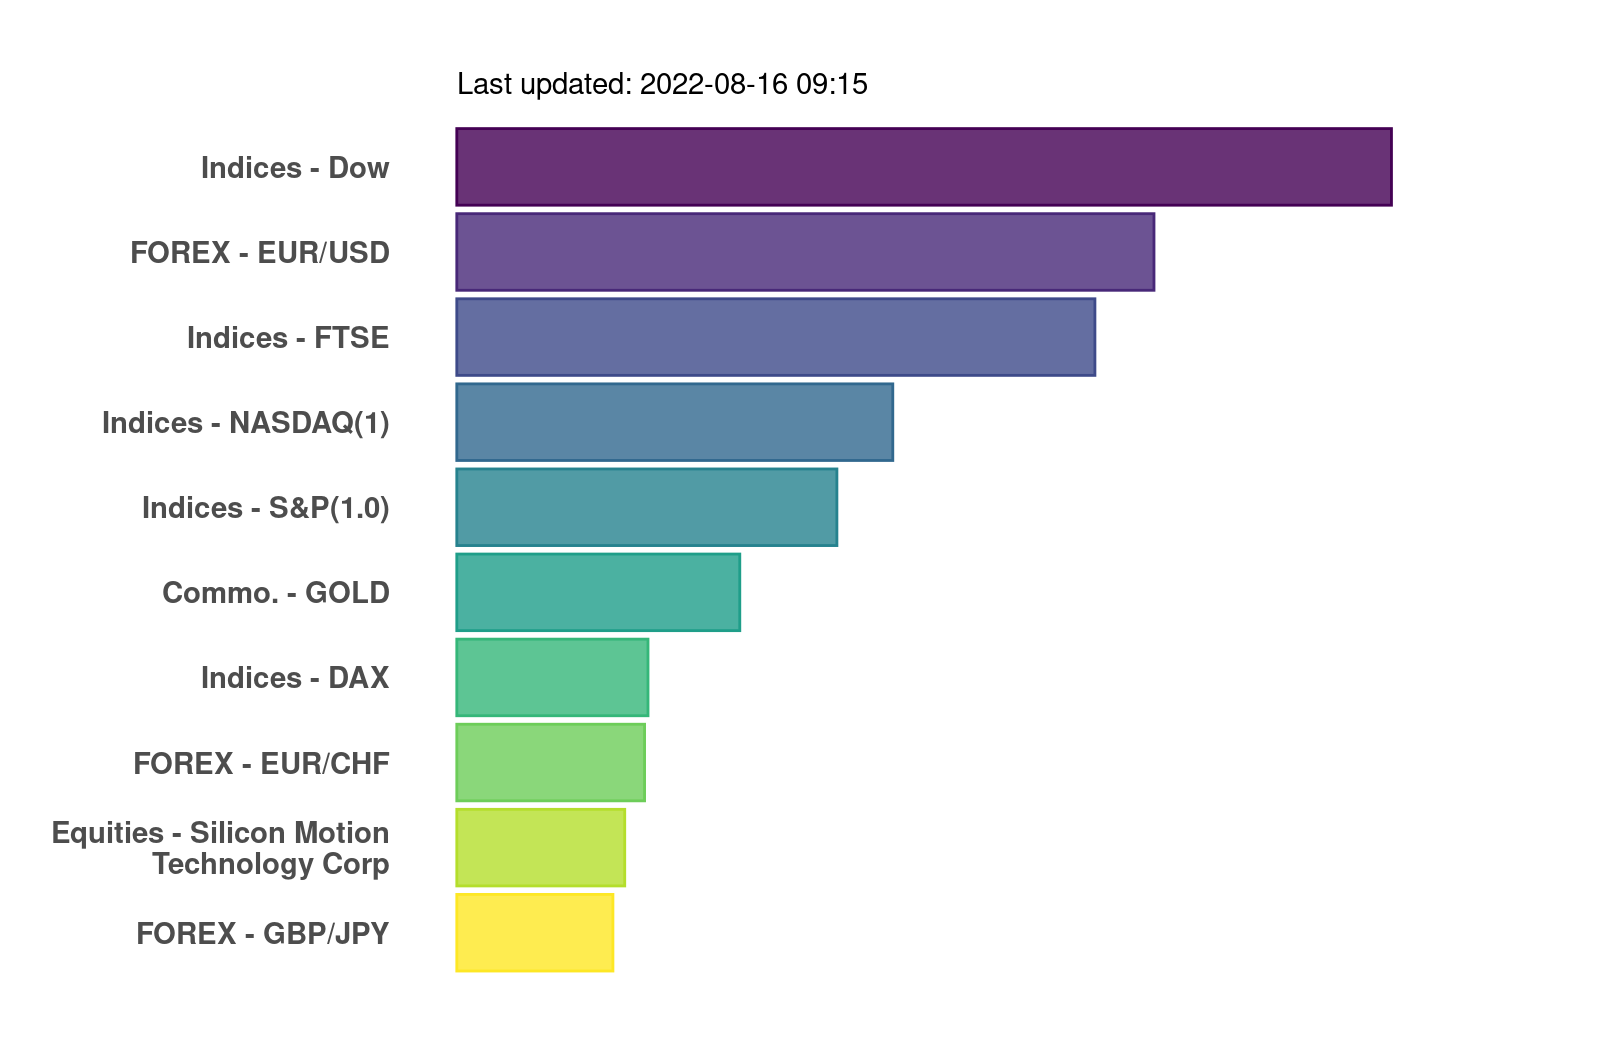 Last updated: 2022-08-16 09:15
Indices - Dow
FOREX - EUR/USD
Indices - FTSE
Indices - NASDAQ(1)
Indices - S&P(1.0)
Commo. - GOLD
Indices - DAX
FOREX - EUR/CHF
Equities - Silicon Motion
Technology Corp
FOREX - GBP/JPY